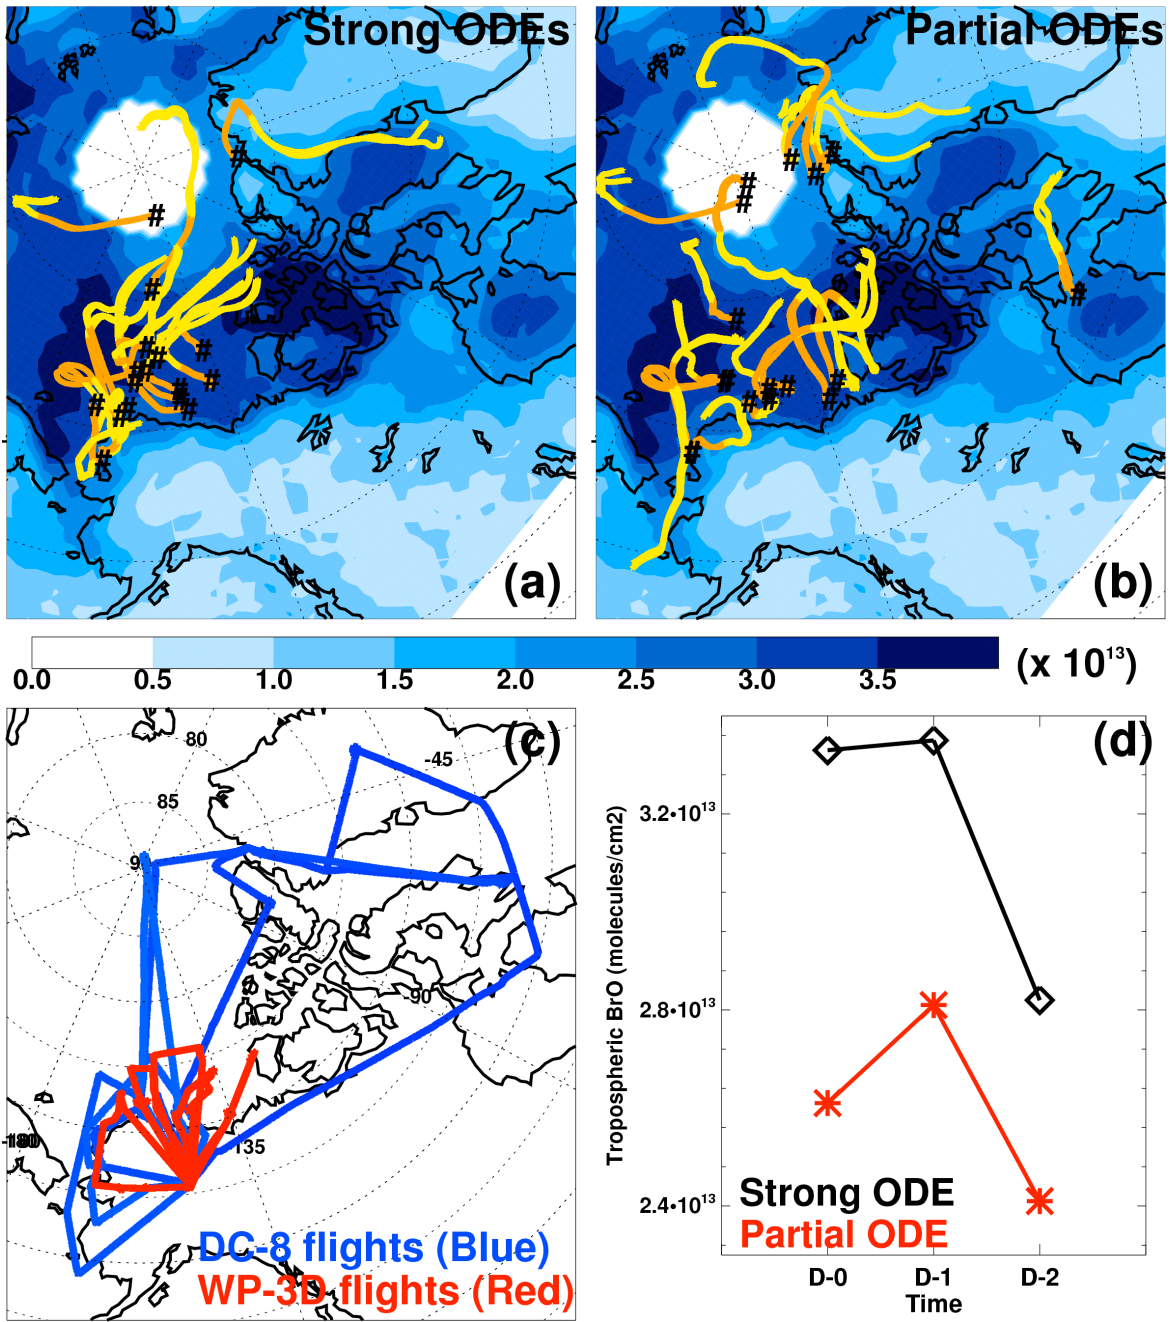 Strong ODEs
Partial ODEs
(a)
(b)
0.0 0.5 1.0 1.5 2.0 2.5 3.0 3.5
(x 10¹³)
(c)
80
-45
85
-90
-180
135
DC-8 flights (Blue)
WP-3D flights (Red)
(d)
Tropospheric BrO (molecules/cm2)
3.2•10¹³
2.8•10¹³
2.4•10¹³
Strong ODE
Partial ODE
D-0 D-1 D-2
Time